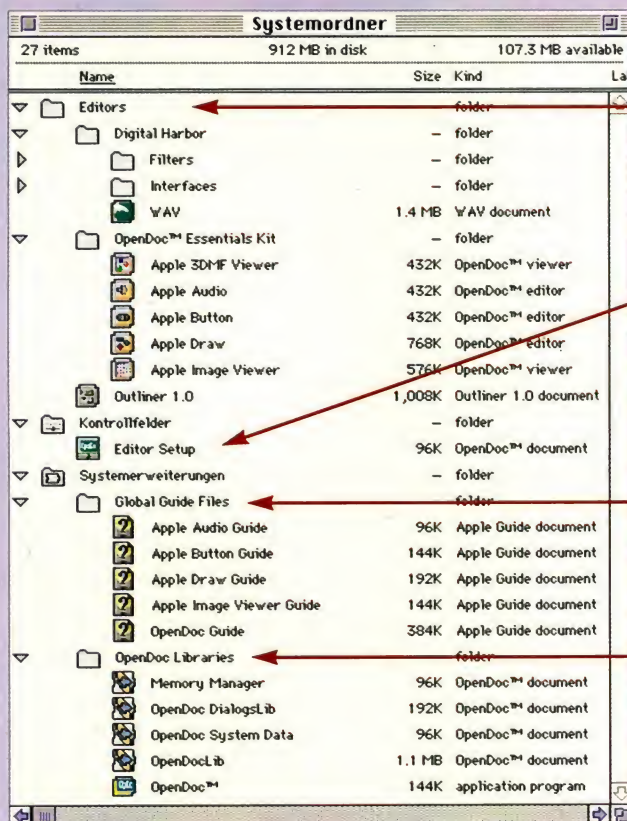 Systemordner
27 items 912 MB in disk 107.3 MB available
Name Size Kind La
Editors – folder
Digital Harbor – folder
Filters – folder
Interfaces – folder
WAV 1.4 MB WAV document
OpenDoc™ Essentials Kit – folder
Apple 3DMF Viewer 432K OpenDoc™ viewer
Apple Audio 432K OpenDoc™ editor
Apple Button 432K OpenDoc™ editor
Apple Draw 768K OpenDoc™ editor
Apple Image Viewer 576K OpenDoc™ viewer
Outliner 1.0 1,008K Outliner 1.0 document
Kontrollfelder – folder
Editor Setup 96K OpenDoc™ document
Systemerweiterungen – folder
Global Guide Files folder
Apple Audio Guide 96K Apple Guide document
Apple Button Guide 144K Apple Guide document
Apple Draw Guide 192K Apple Guide document
Apple Image Viewer Guide 144K Apple Guide document
OpenDoc Guide 384K Apple Guide document
OpenDoc Libraries folder
Memory Manager 96K OpenDoc™ document
OpenDoc DialogsLib 192K OpenDoc™ document
OpenDoc System Data 96K OpenDoc™ document
OpenDocLib 1.1 MB OpenDoc™ document
OpenDoc™ 144K application program